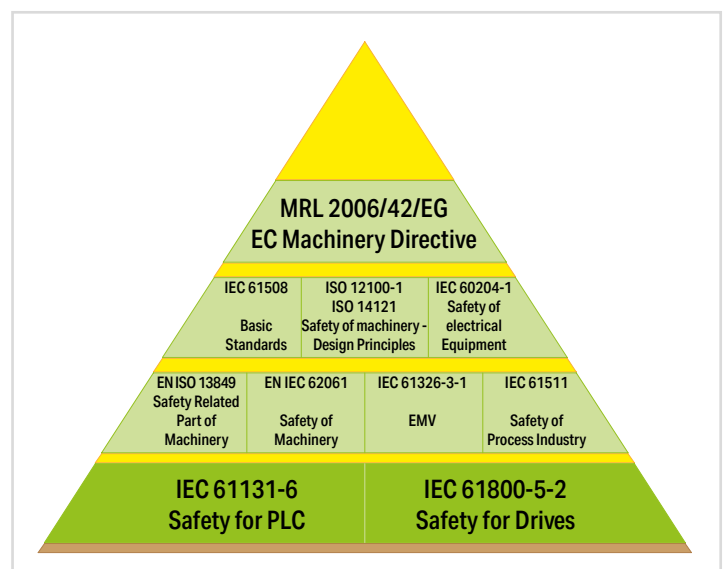 MRL 2006/42/EG
EC Machinery Directive
IEC 61508
Basic
Standards
ISO 12100-1
ISO 14121
Safety of machinery -
Design Principles
IEC 60204-1
Safety of
electrical
Equipment
EN ISO 13849
Safety Related
Part of
Machinery
EN IEC 62061
Safety of
Machinery
IEC 61326-3-1
EMV
IEC 61511
Safety of
Process Industry
IEC 61131-6
Safety for PLC
IEC 61800-5-2
Safety for Drives